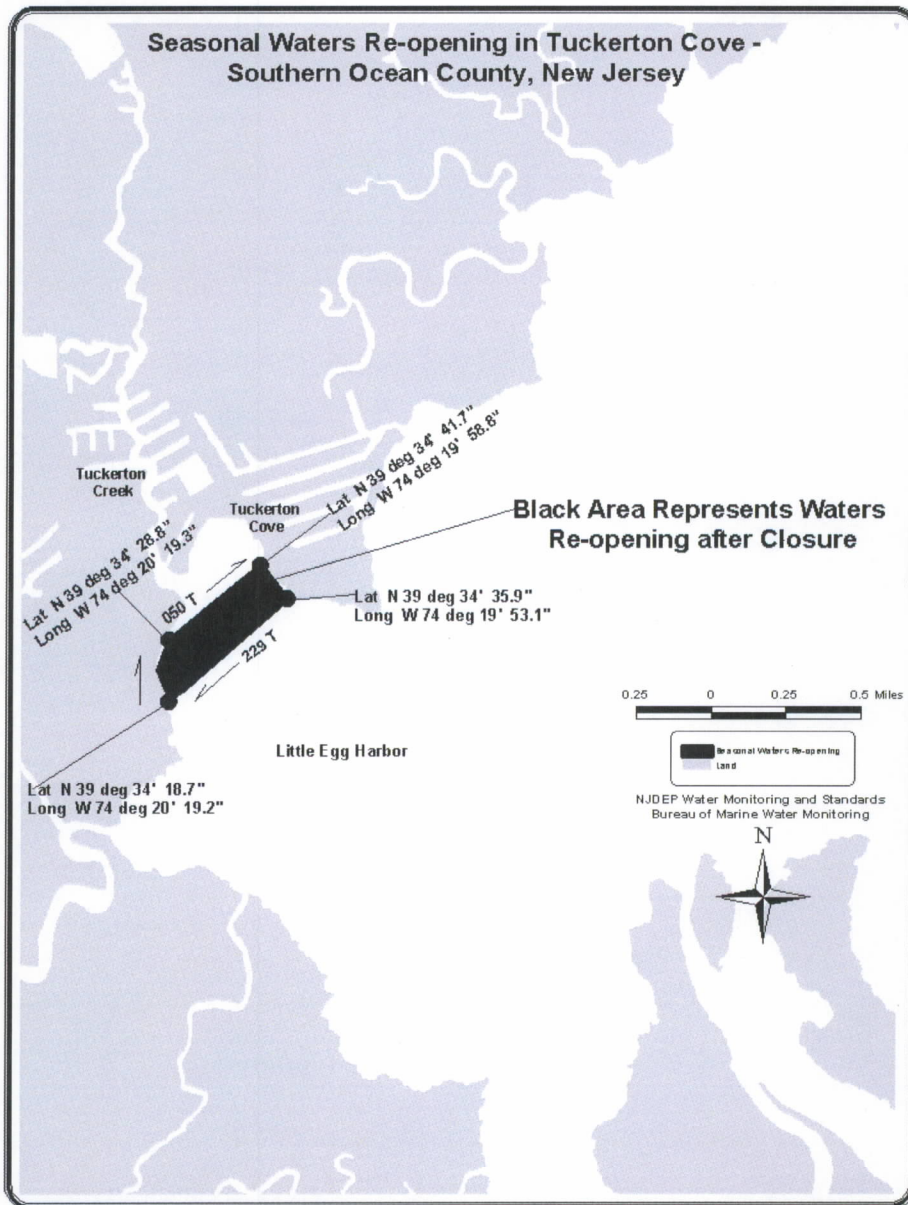 Seasonal Waters Re-opening in Tuckerton Cove -
Southern Ocean County, New Jersey
Tuckerton
Creek
Tuckerton
Cove
Lat N 39 deg 34' 41.7"
Long W 74 deg 19' 58.8"
Black Area Represents Waters
Re-opening after Closure
Lat N 39 deg 34' 28.8"
Long W 74 deg 20' 19.3"
050 T
Lat N 39 deg 34' 35.9"
Long W 74 deg 19' 53.1"
229 T
0.25 0 0.25 0.5 Miles
Seasonal Waters Re-opening
Land
Little Egg Harbor
Lat N 39 deg 34' 18.7"
Long W 74 deg 20' 19.2"
NJDEP Water Monitoring and Standards
Bureau of Marine Water Monitoring
N